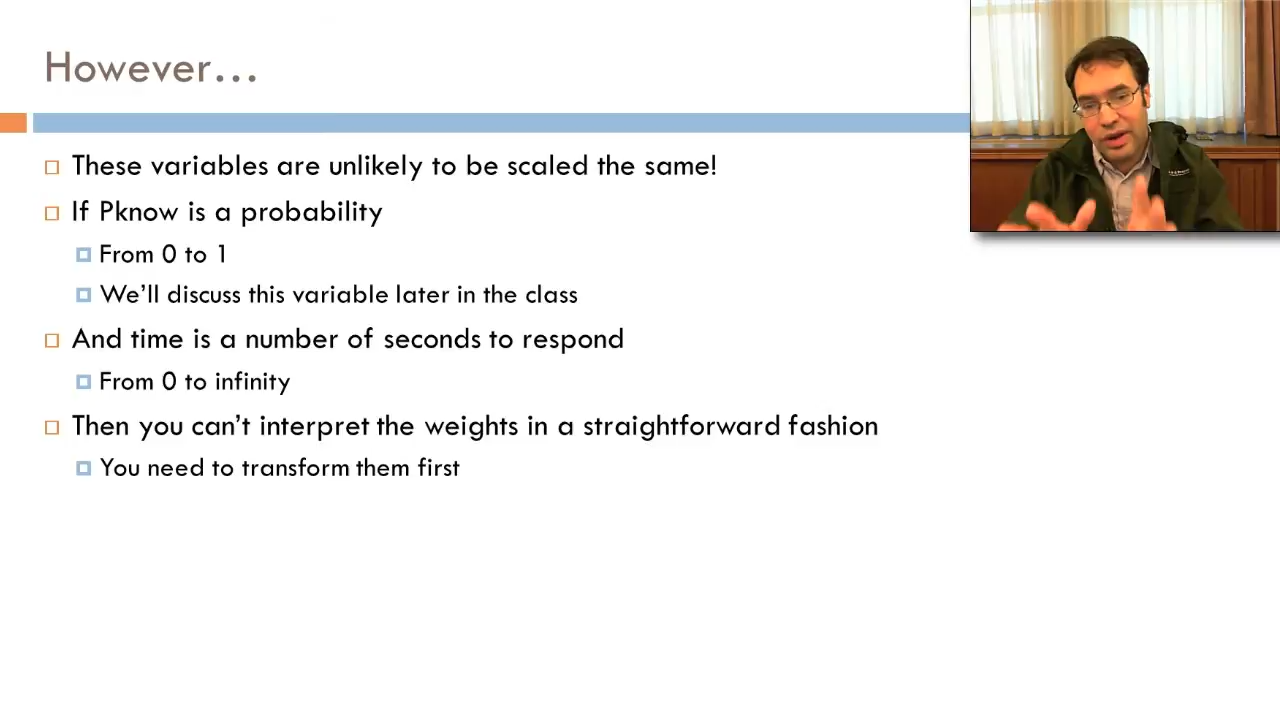 However...
These variables are unlikely to be scaled the same!
If Pknow is a probability
From 0 to 1
We'll discuss this variable later in the class
And time is a number of seconds to respond
From 0 to infinity
Then you can't interpret the weights in a straightforward fashion
You need to transform them first